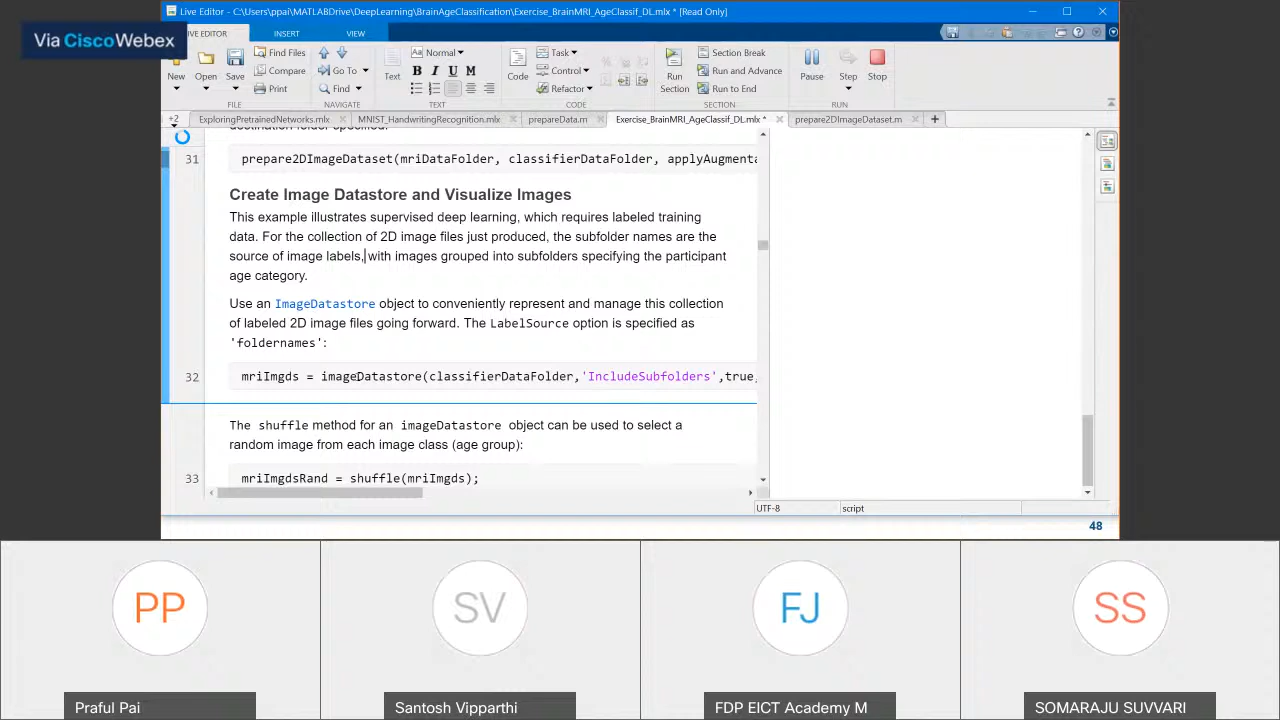 Live Editor - C:\Users\ppai\MATLABDrive\DeepLearning\BrainAgeClassification\Exercise_BrainMRI_AgeClassif_DL.mlx * [Read Only]
Via Cisco Webex
LIVE EDITOR INSERT VIEW
New Open Save
Find Files
Compare
Print
Go To
Find
Text
Normal
B I U M
Code
Task
Control
Refactor
Run Section
Section Break
Run and Advance
Run to End
Pause Step Stop
FILE NAVIGATE TEXT CODE SECTION RUN
+2 ExploringPretrainedNetworks.mlx MNIST_HandwritingRecognition.mlx prepareData Exercise_BrainMRI_AgeClassif_DL.mlx * prepare2DImageDataset.m
destination folder specified.
31 prepare2DImageDataset(mriDataFolder, classifierDataFolder, applyAugmenta
Create Image Datastore and Visualize Images
This example illustrates supervised deep learning, which requires labeled training
data. For the collection of 2D image files just produced, the subfolder names are the
source of image labels, with images grouped into subfolders specifying the participant
age category.
Use an ImageDatastore object to conveniently represent and manage this collection
of labeled 2D image files going forward. The LabelSource option is specified as
'foldernames':
32 mriImgds = imageDatastore(classifierDataFolder,'IncludeSubfolders',true,
The shuffle method for an imageDatastore object can be used to select a
random image from each image class (age group):
33 mriImgdsRand = shuffle(mriImgds);
UTF-8 script
48
PP SV FJ SS
Praful Pai Santosh Vipparthi FDP EICT Academy M SOMARAJU SUVVARI